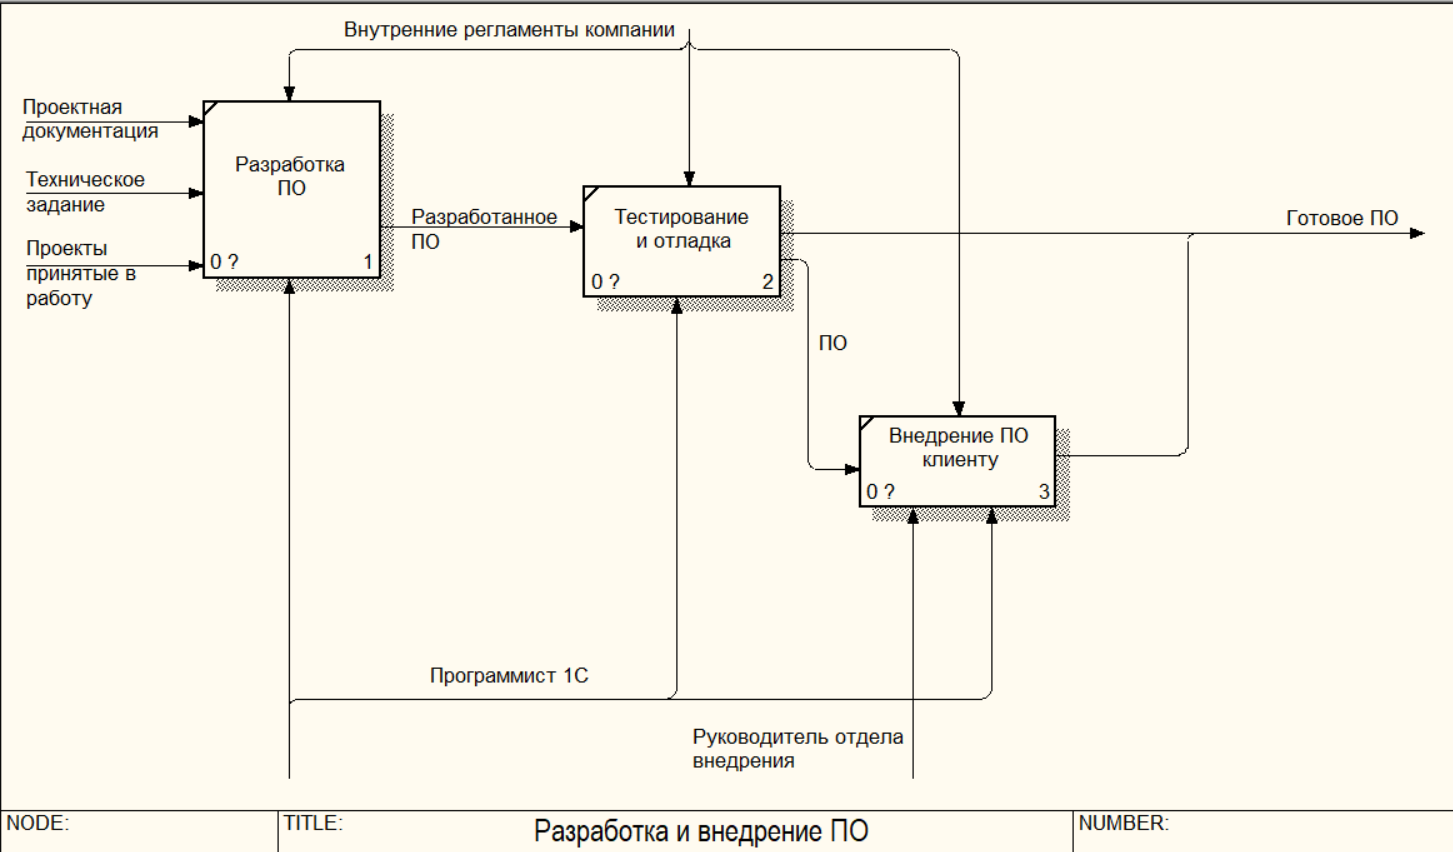 Внутренние регламенты компании
Проектная
документация
Техническое
задание
Проекты
принятые в
работу
Разработка
ПО
0 ?
1
Разработанное
ПО
Тестирование
и отладка
0 ?
2
Готовое ПО
ПО
Внедрение ПО
клиенту
0 ?
3
Программист 1С
Руководитель отдела
внедрения
NODE:
TITLE:
Разработка и внедрение ПО
NUMBER: